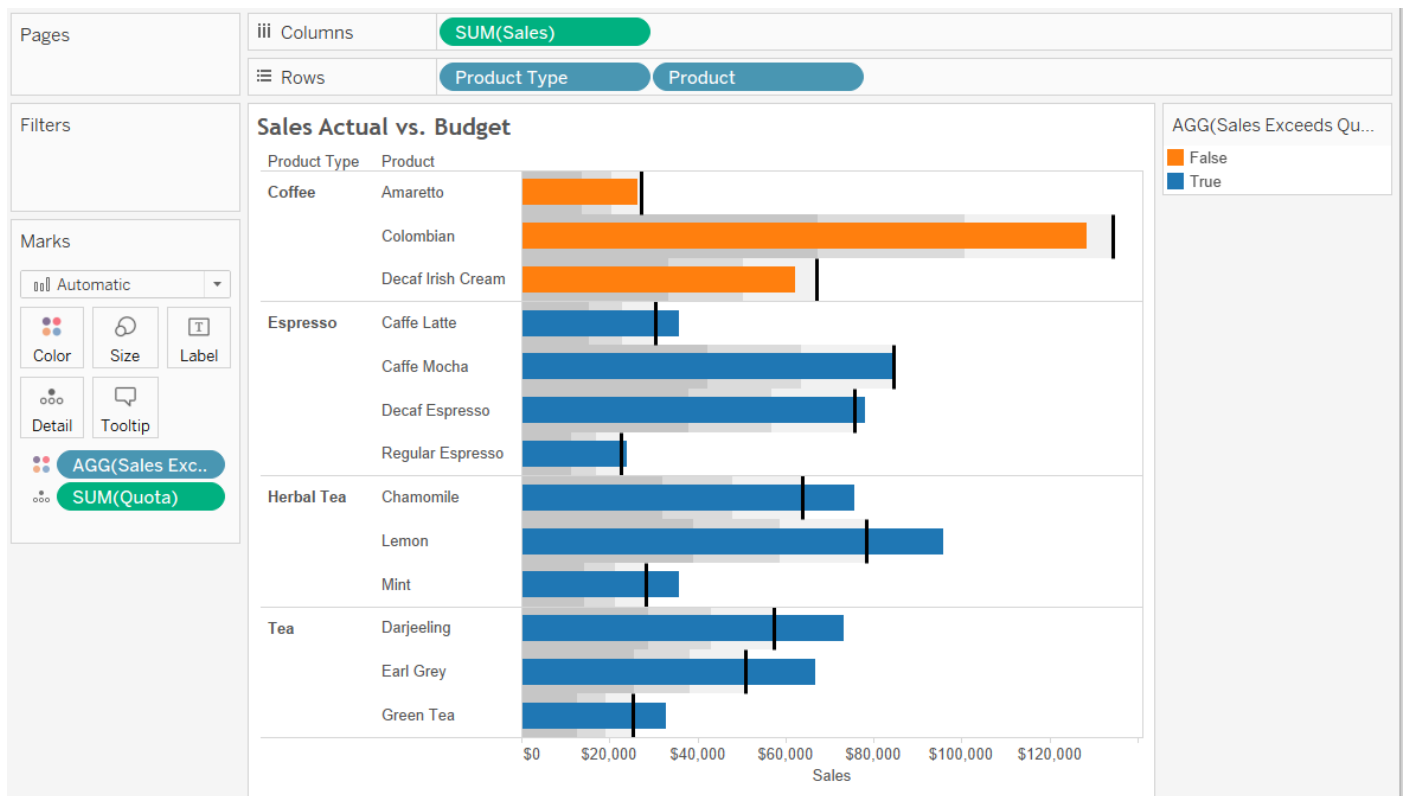 Pages
Columns
SUM(Sales)
Rows
Product Type
Product
Filters
Marks
Automatic
Color
Size
T
Label
Detail
Tooltip
AGG(Sales Exc..
SUM(Quota)
Sales Actual vs. Budget
Product Type Product
Coffee Amaretto
Colombian
Decaf Irish Cream
Espresso Caffe Latte
Caffe Mocha
Decaf Espresso
Regular Espresso
Herbal Tea Chamomile
Lemon
Mint
Tea Darjeeling
Earl Grey
Green Tea
$0 $20,000 $40,000 $60,000 $80,000 $100,000 $120,000
Sales
AGG(Sales Exceeds Qu...
False
True